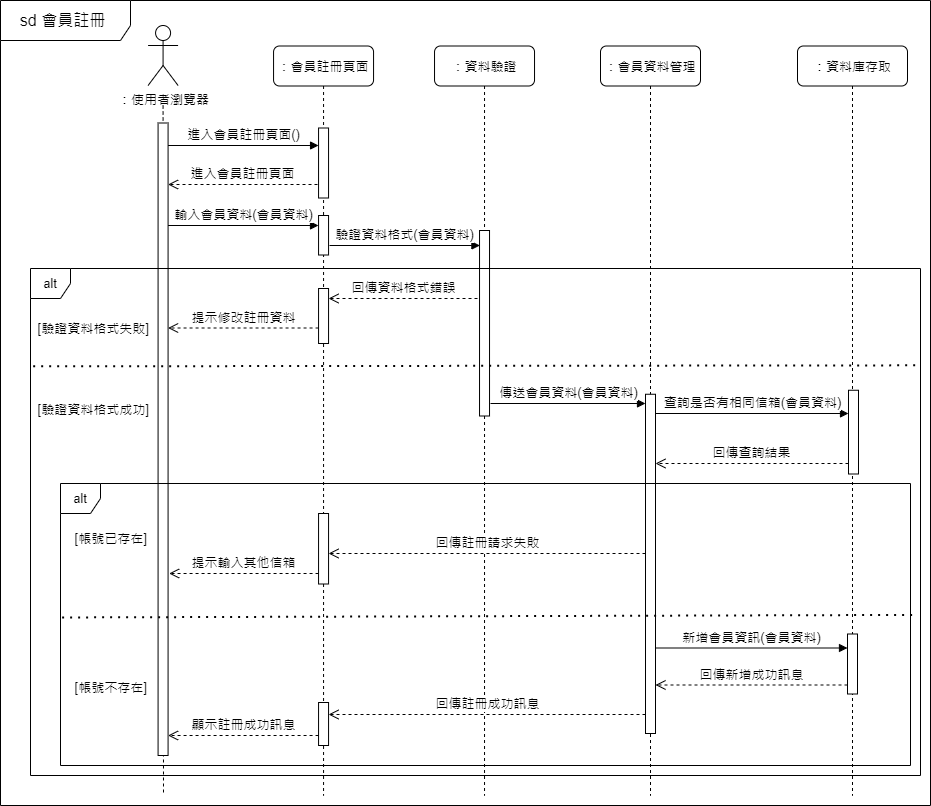 sd 會員註冊
: 使用者瀏覽器
: 會員註冊頁面
: 資料驗證
: 會員資料管理
: 資料庫存取
進入會員註冊頁面()
進入會員註冊頁面
輸入會員資料(會員資料)
驗證資料格式(會員資料)
alt
回傳資料格式錯誤
提示修改註冊資料
[驗證資料格式失敗]
傳送會員資料(會員資料)
查詢是否有相同信箱(會員資料)
[驗證資料格式成功]
回傳查詢結果
alt
[帳號已存在]
回傳註冊請求失敗
提示輸入其他信箱
新增會員資訊(會員資料)
回傳新增成功訊息
[帳號不存在]
回傳註冊成功訊息
顯示註冊成功訊息